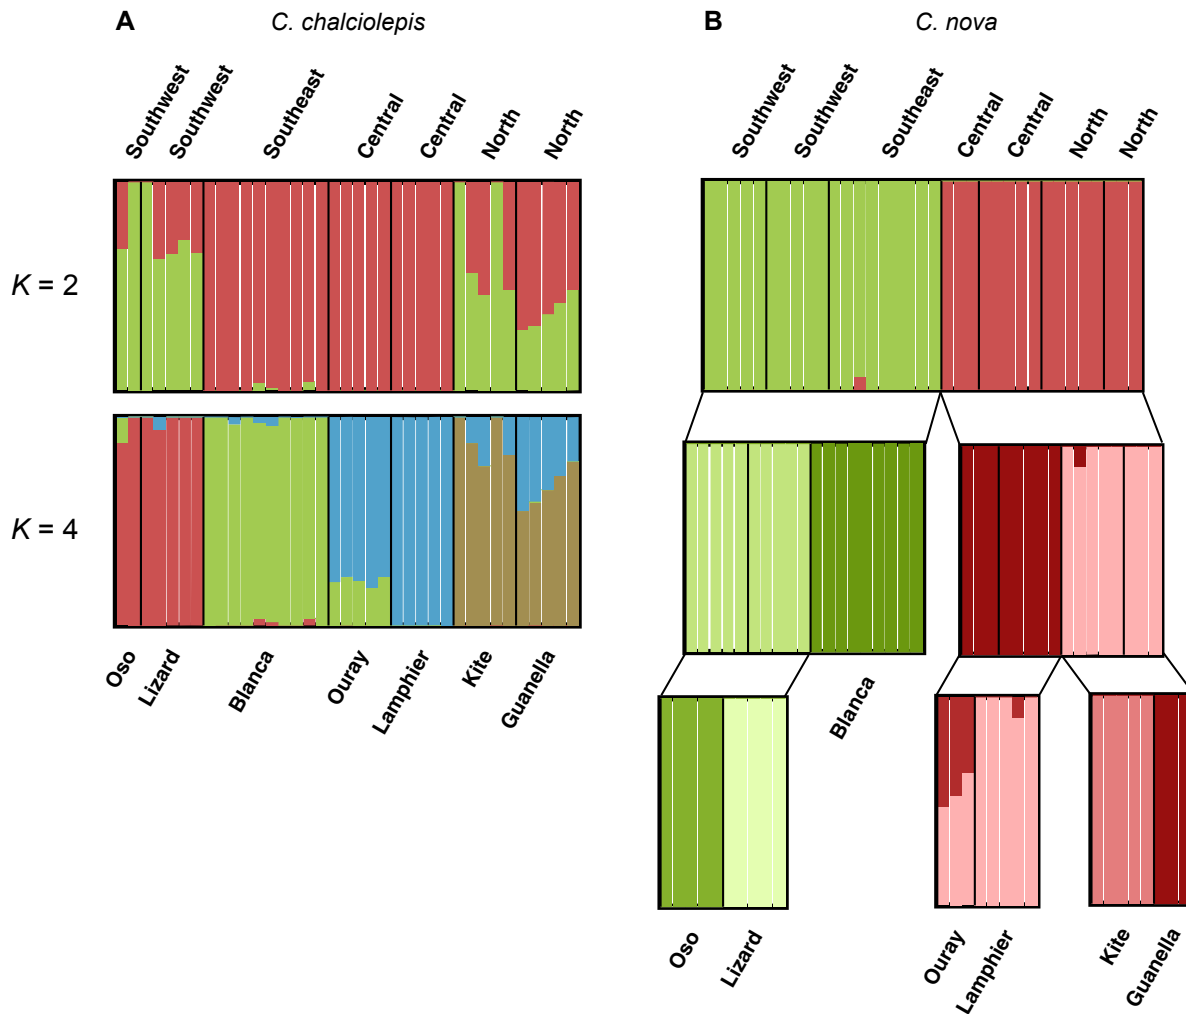 A
C. chalciolepis
B
C. nova
Southwest
Southwest
Southeast
Central
Central
North
North
Southwest
Southwest
Southeast
Central
Central
North
North
K = 2
K = 4
Oso
Lizard
Blanca
Ouray
Lamphier
Kite
Guanella
Blanca
Oso
Lizard
Ouray
Lamphier
Kite
Guanella